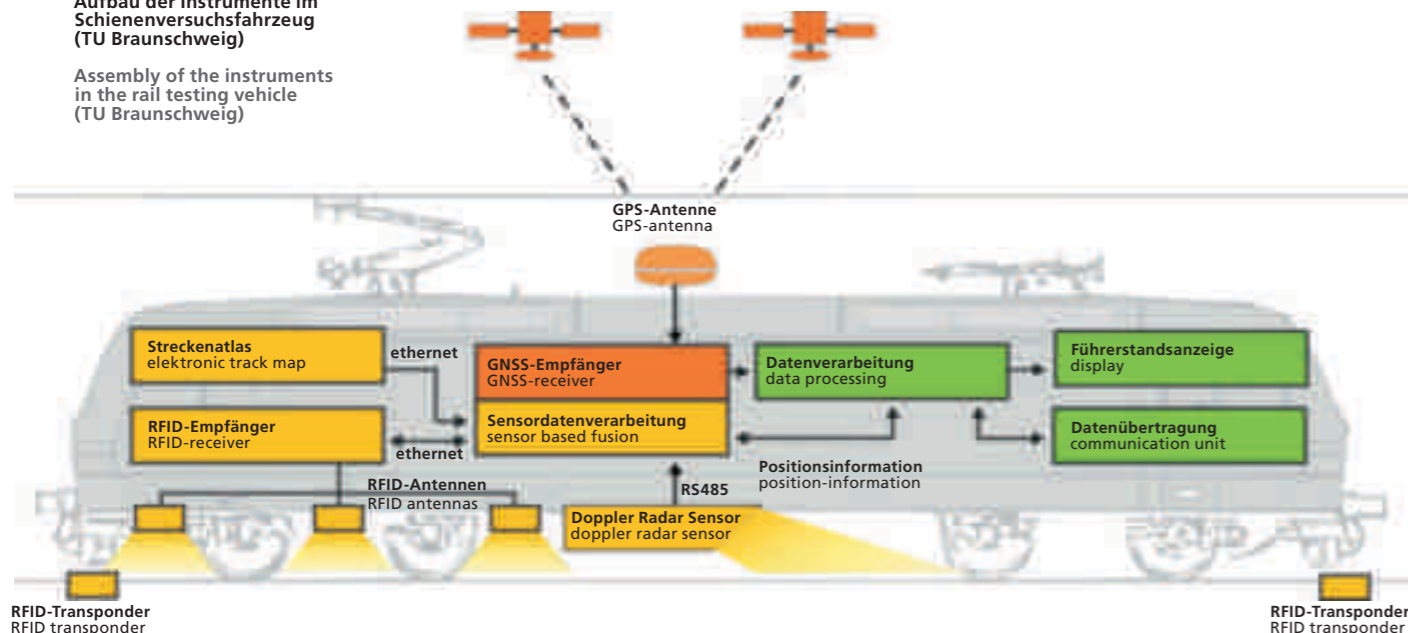 Aufbau der Instrumente im
Schienenversuchsfahrzeug
(TU Braunschweig)
Assembly of the instruments
in the rail testing vehicle
(TU Braunschweig)
GPS-Antenne
GPS-antenna
Streckenatlas
elektronic track map
ethernet
GNSS-Empfänger
GNSS-receiver
Datenverarbeitung
data processing
Führerstandsanzeige
display
RFID-Empfänger
RFID-receiver
ethernet
Sensordatenverarbeitung
sensor based fusion
Datenübertragung
communication unit
Positionsinformation
position-information
RFID-Antennen
RFID antennas
RS485
Doppler Radar Sensor
doppler radar sensor
RFID-Transponder
RFID transponder
RFID-Transponder
RFID transponder